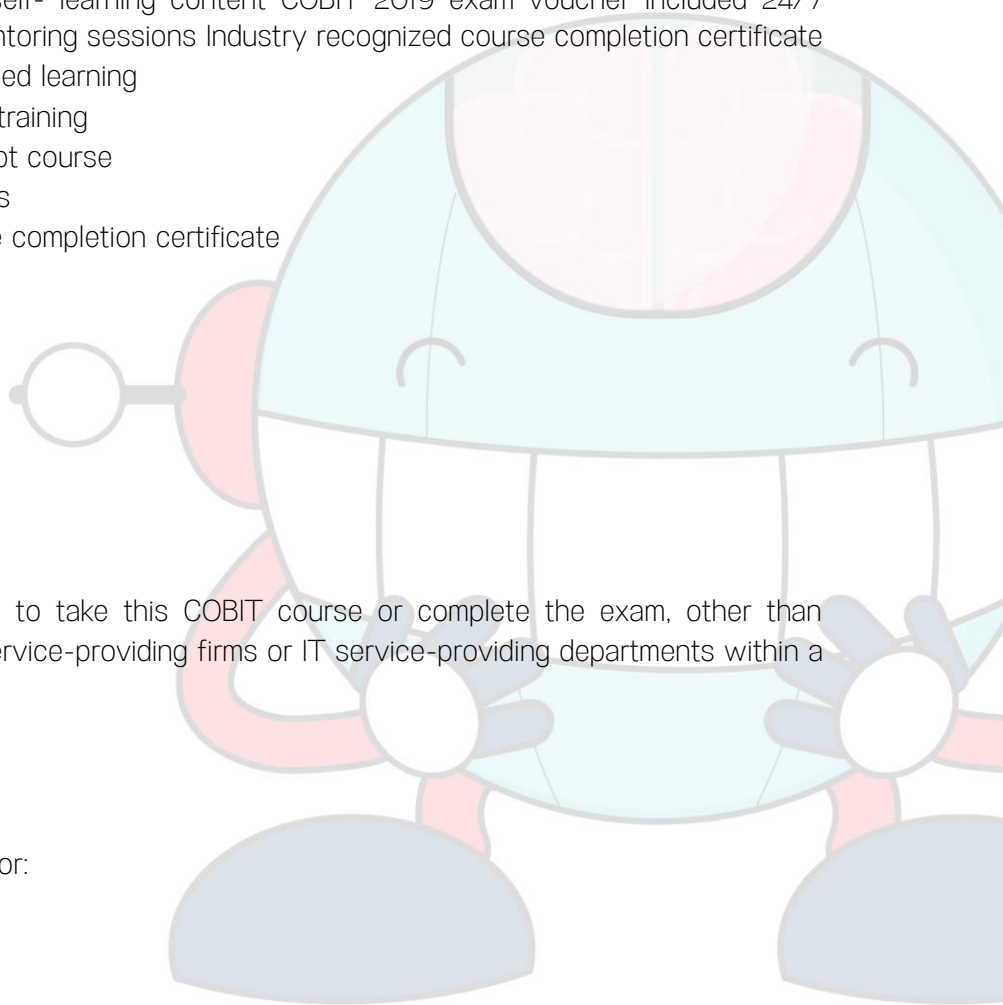 self- learning content COBIT 2019 exam voucher included 24/7
ntoring sessions Industry recognized course completion certificate
ed learning
training
pt course
s
e completion certificate
to take this COBIT course or complete the exam, other than
ervice-providing firms or IT service-providing departments within a
or: